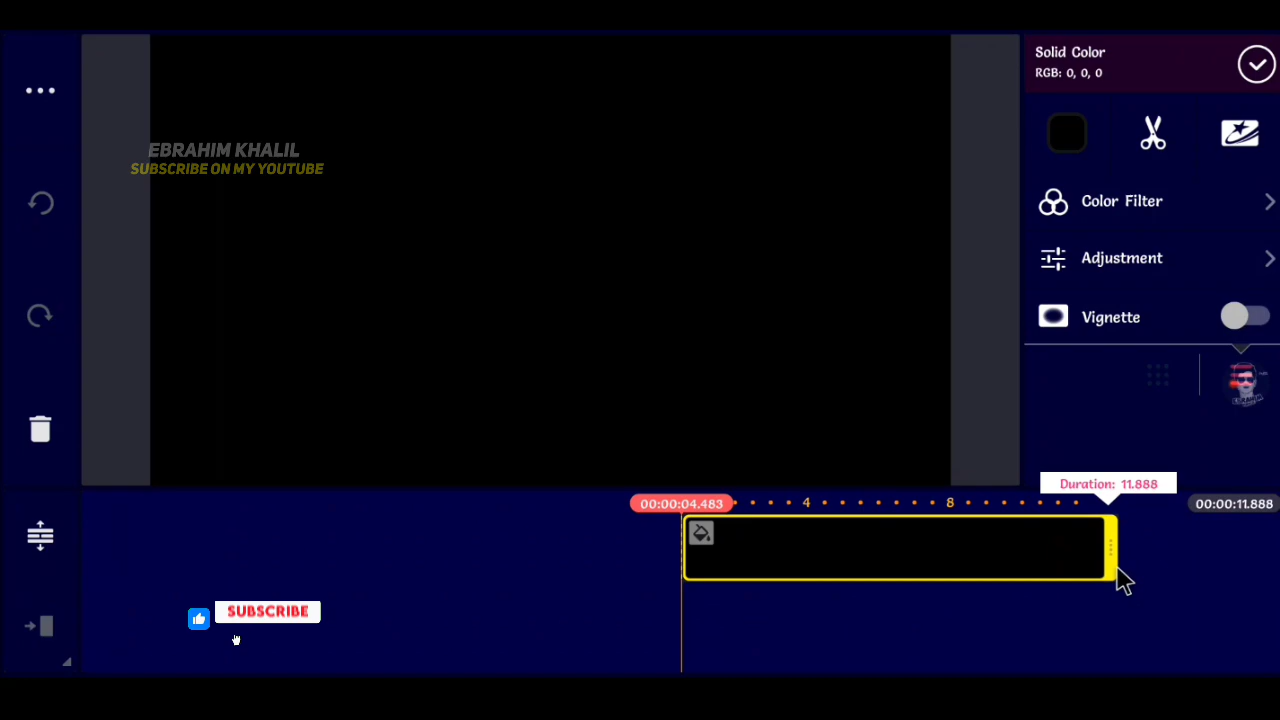 Solid Color
RGB: 0, 0, 0
EBRAHIM KHALIL
SUBSCRIBE ON MY YOUTUBE
Color Filter
Adjustment
Vignette
Duration: 11.888
00:00:04.483
4
8
00:00:11.888
SUBSCRIBE